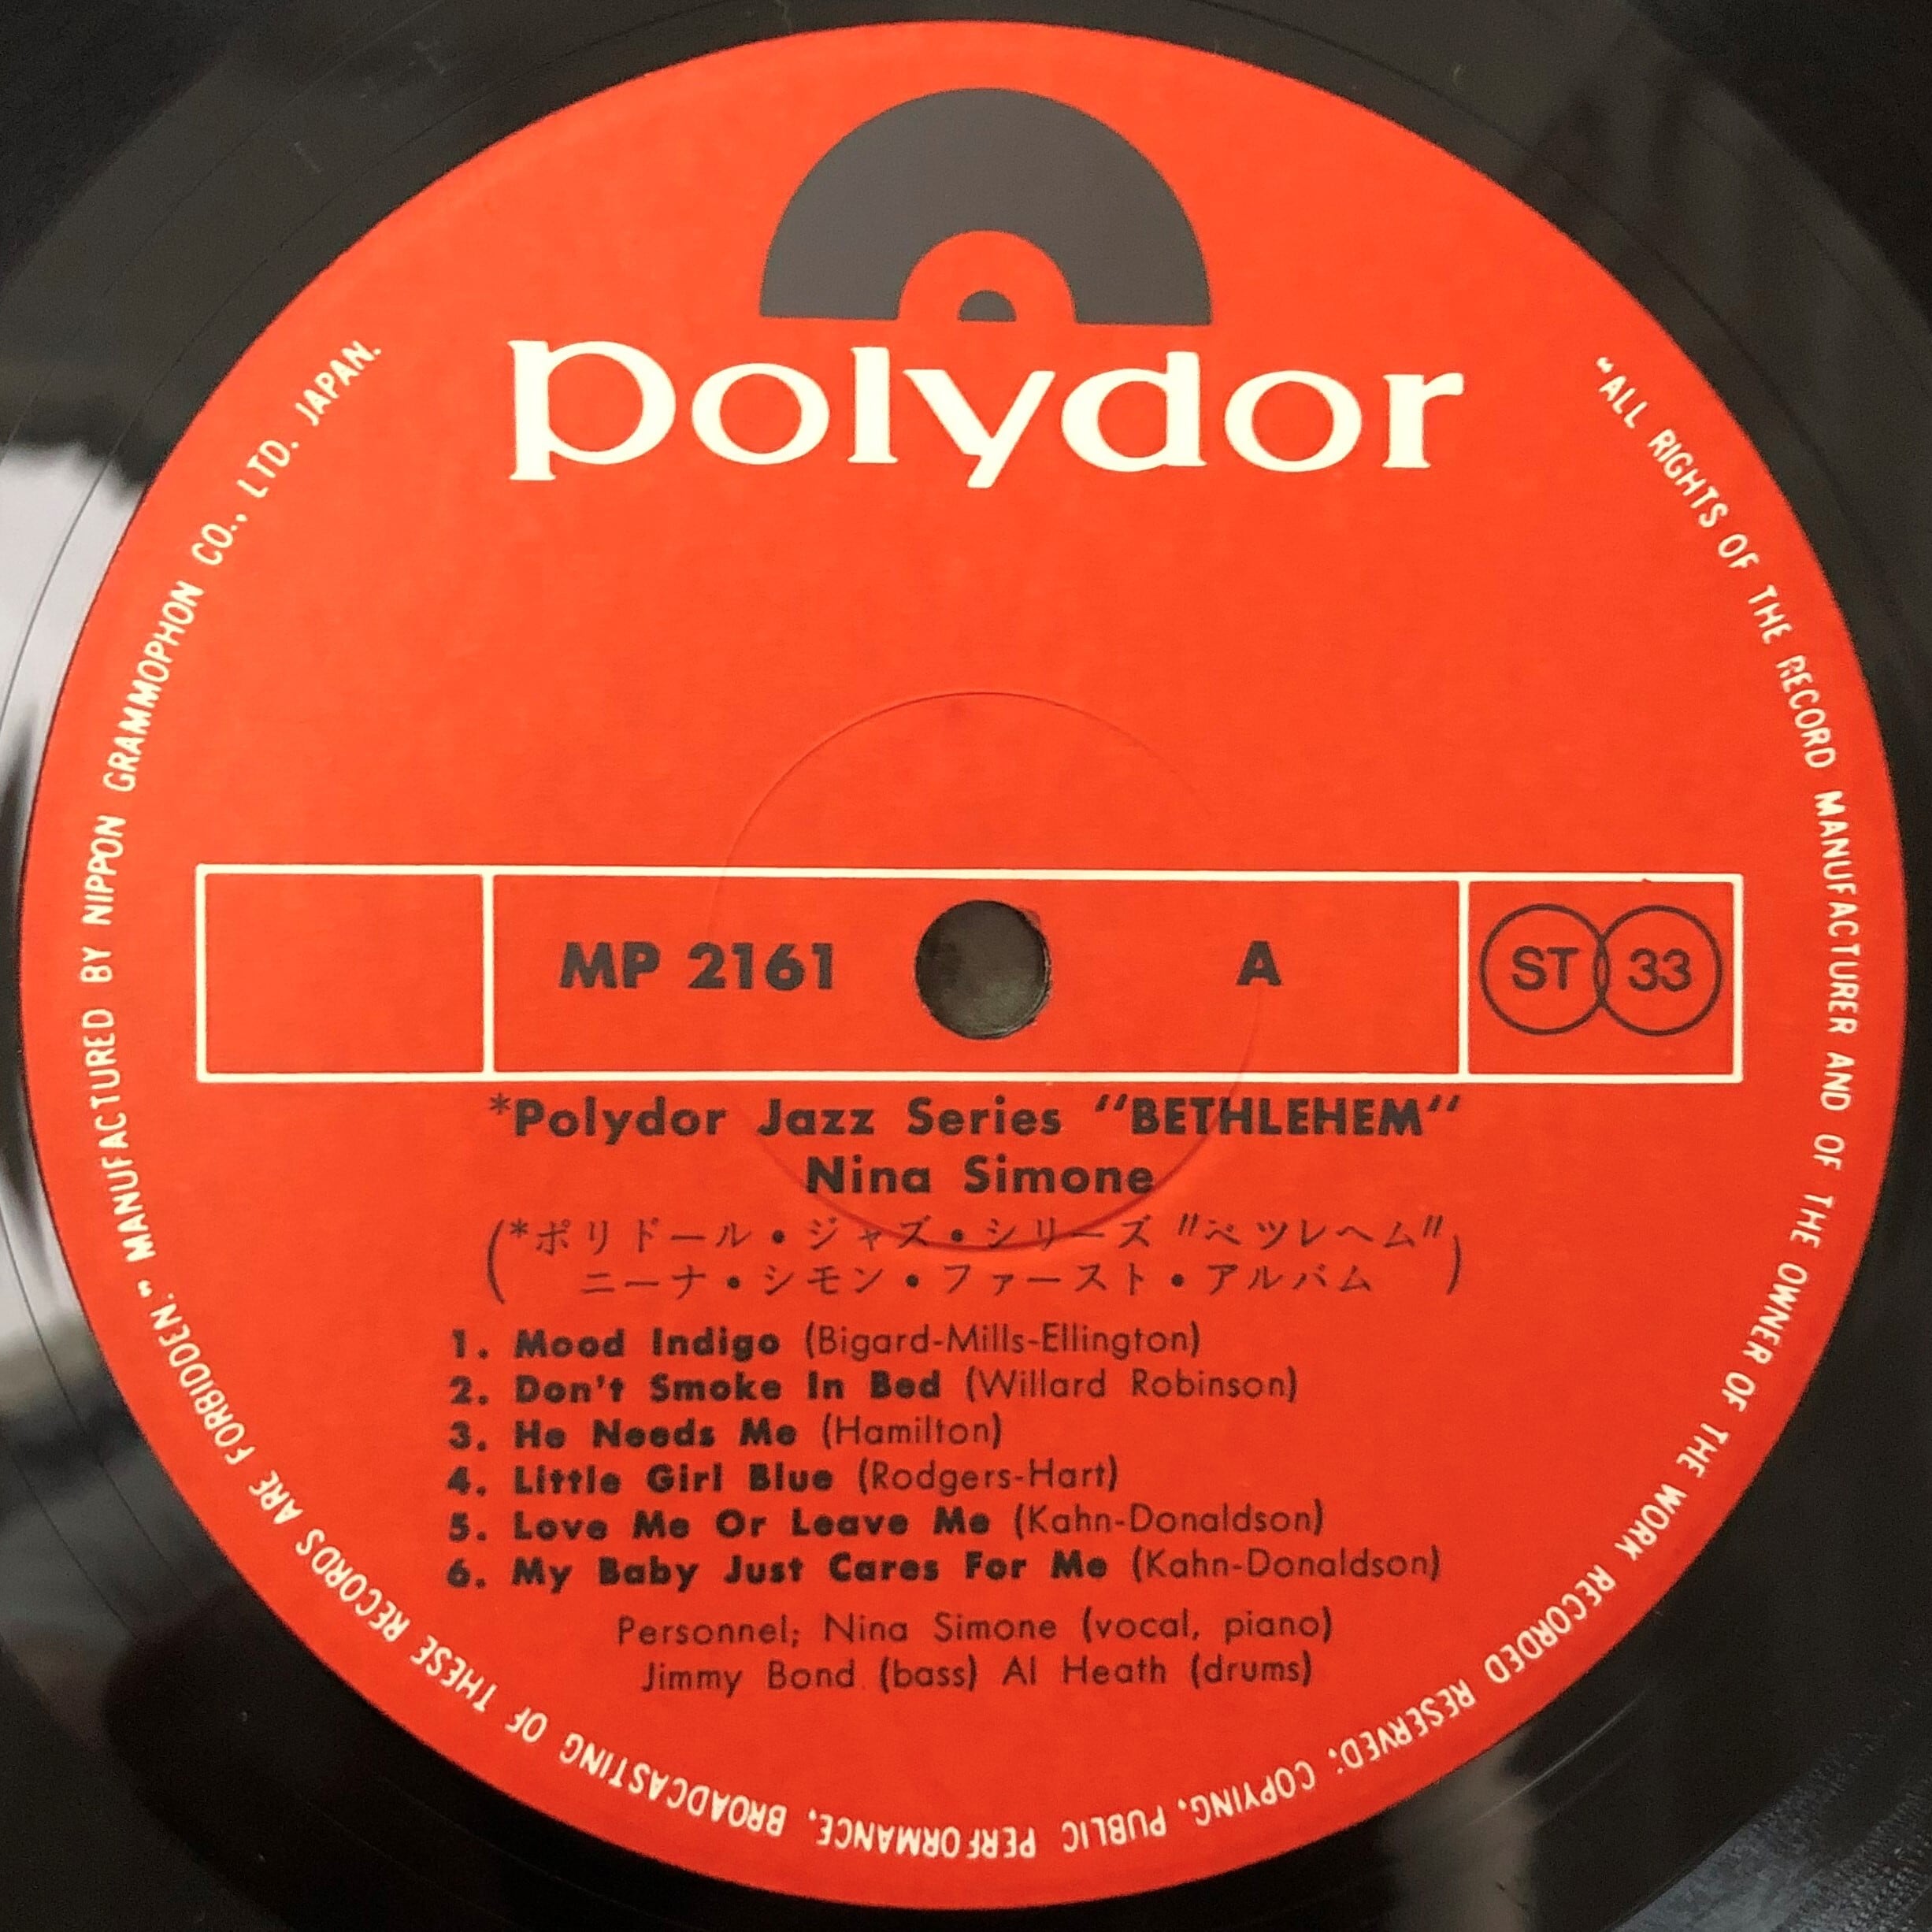 polydor
MP 2161
A
ST 33
*Polydor Jazz Series “BETHLEHEM“
Nina Simone
(*ポリドール・ジャズ・シリーズ "ベツレヘム"
ニーナ・シモン・ファースト・アルバム)
1. Mood Indigo (Bigard-Mills-Ellington)
2. Don't Smoke In Bed (Willard Robinson)
3. He Needs Me (Hamilton)
4. Little Girl Blue (Rodgers-Hart)
5. Love Me Or Leave Me (Kahn-Donaldson)
6. My Baby Just Cares For Me (Kahn-Donaldson)
Personnel; Nina Simone (vocal, piano)
Jimmy Bond (bass) Al Heath (drums)
“ALL RIGHTS OF THE RECORD MANUFACTURER AND OF THE OWNER OF THE WORK RECORDED RESERVED; COPYING, PUBLIC PERFORMANCE, BROADCASTING OF THESE RECORDS ARE FORBIDDEN.” MANUFACTURED BY NIPPON GRAMMOPHON CO., LTD. JAPAN.